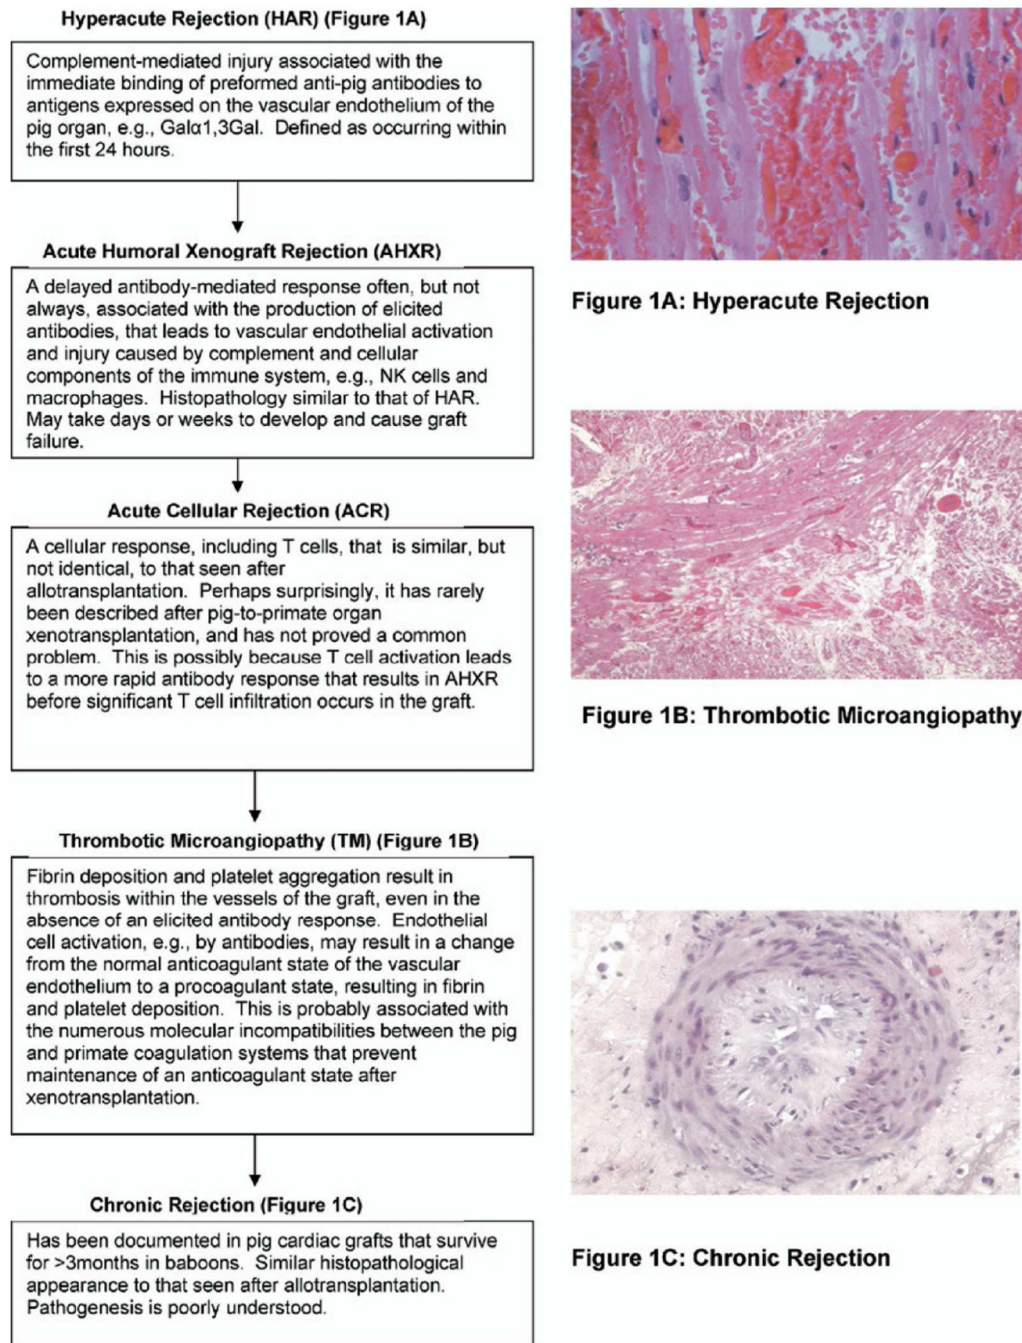 Hyperacute Rejection (HAR) (Figure 1A)
Complement-mediated injury associated with the
immediate binding of preformed anti-pig antibodies to
antigens expressed on the vascular endothelium of the
pig organ, e.g., Galα1,3Gal.  Defined as occurring within
the first 24 hours.
Acute Humoral Xenograft Rejection (AHXR)
A delayed antibody-mediated response often, but not
always, associated with the production of elicited
antibodies, that leads to vascular endothelial activation
and injury caused by complement and cellular
components of the immune system, e.g., NK cells and
macrophages.  Histopathology similar to that of HAR.
May take days or weeks to develop and cause graft
failure.
Acute Cellular Rejection (ACR)
A cellular response, including T cells, that  is similar, but
not identical, to that seen after
allotransplantation.  Perhaps surprisingly, it has rarely
been described after pig-to-primate organ
xenotransplantation, and has not proved a common
problem.  This is possibly because T cell activation leads
to a more rapid antibody response that results in AHXR
before significant T cell infiltration occurs in the graft.
Thrombotic Microangiopathy (TM) (Figure 1B)
Fibrin deposition and platelet aggregation result in
thrombosis within the vessels of the graft, even in the
absence of an elicited antibody response.  Endothelial
cell activation, e.g., by antibodies, may result in a change
from the normal anticoagulant state of the vascular
endothelium to a procoagulant state, resulting in fibrin
and platelet deposition.  This is probably associated with
the numerous molecular incompatibilities between the pig
and primate coagulation systems that prevent
maintenance of an anticoagulant state after
xenotransplantation.
Chronic Rejection (Figure 1C)
Has been documented in pig cardiac grafts that survive
for >3months in baboons.  Similar histopathological
appearance to that seen after allotransplantation.
Pathogenesis is poorly understood.
Figure 1A: Hyperacute Rejection
Figure 1B: Thrombotic Microangiopathy
Figure 1C: Chronic Rejection